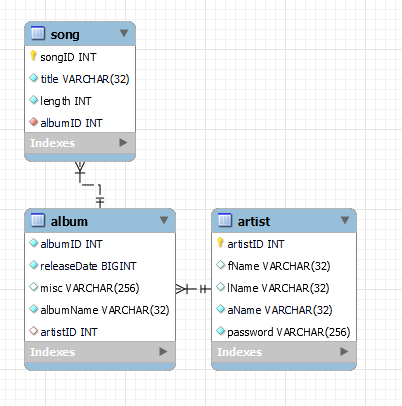 song
songID INT
title VARCHAR(32)
length INT
albumID INT
Indexes
album
albumID INT
releaseDate BIGINT
misc VARCHAR(256)
albumName VARCHAR(32)
artistID INT
Indexes
artist
artistID INT
fName VARCHAR(32)
lName VARCHAR(32)
aName VARCHAR(32)
password VARCHAR(256)
Indexes